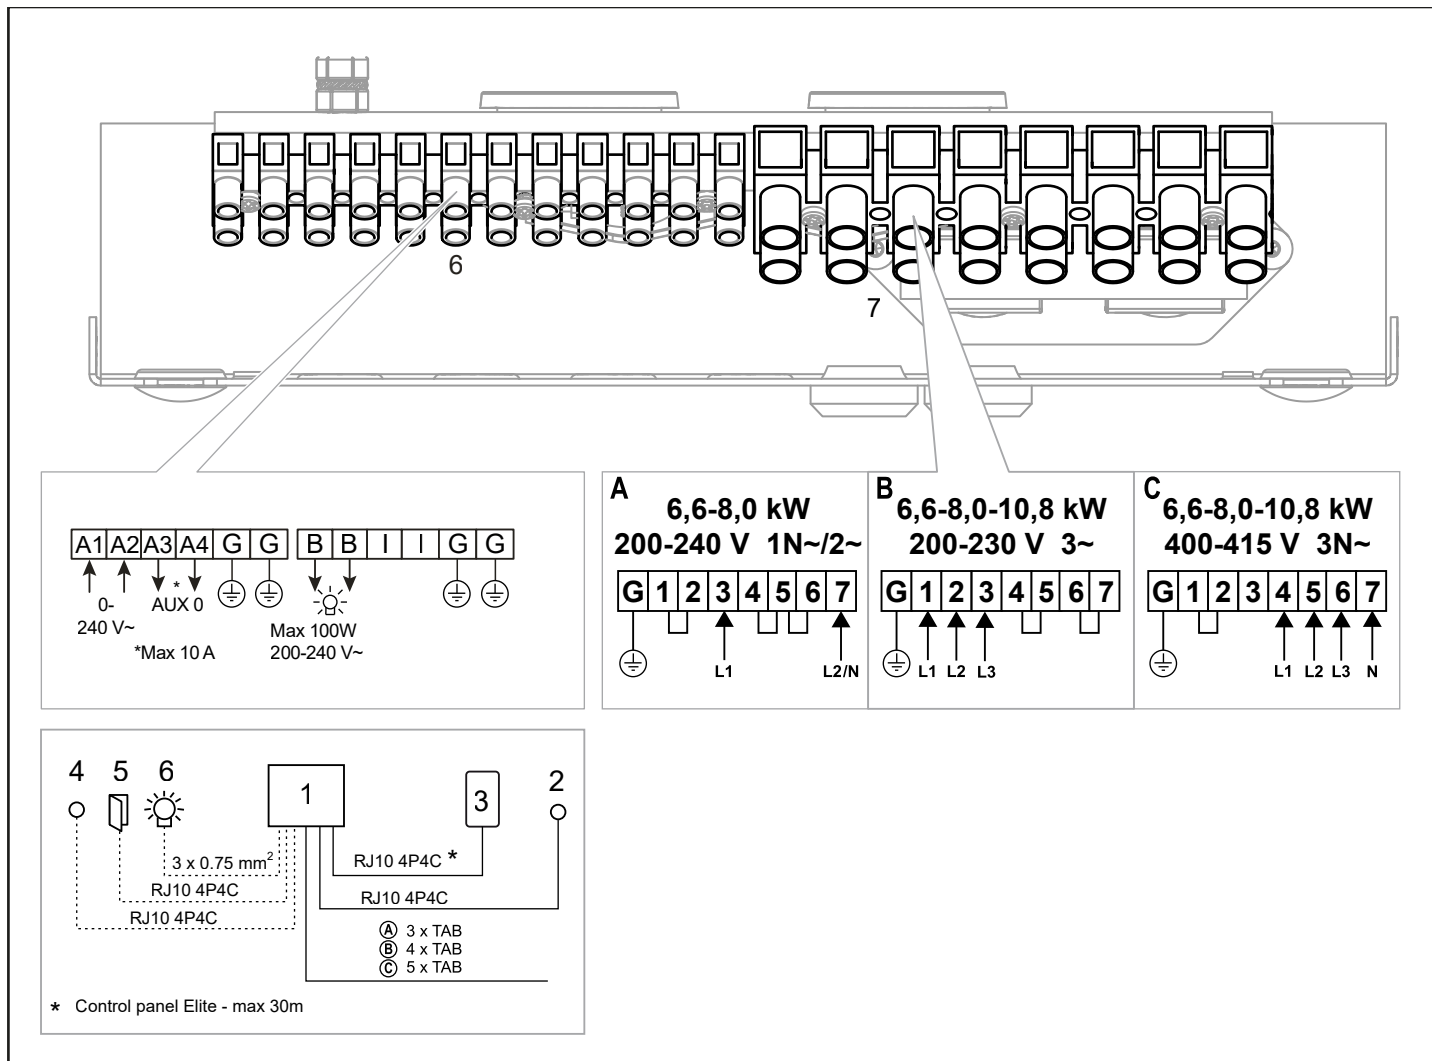 6
7
A1 A2 A3 A4 G G B B I I G G
0-
240 V~
*
AUX 0
*Max 10 A
Max 100W
200-240 V~
A
6,6-8,0 kW
200-240 V 1N~/2~
G 1 2 3 4 5 6 7
L1 L2/N
B
6,6-8,0-10,8 kW
200-230 V 3~
G 1 2 3 4 5 6 7
L1 L2 L3
C
6,6-8,0-10,8 kW
400-415 V 3N~
G 1 2 3 4 5 6 7
L1 L2 L3 N
4 5 6
1
3
2
3 x 0.75 mm²
RJ10 4P4C
RJ10 4P4C
RJ10 4P4C *
RJ10 4P4C
A 3 x TAB
B 4 x TAB
C 5 x TAB
* Control panel Elite - max 30m